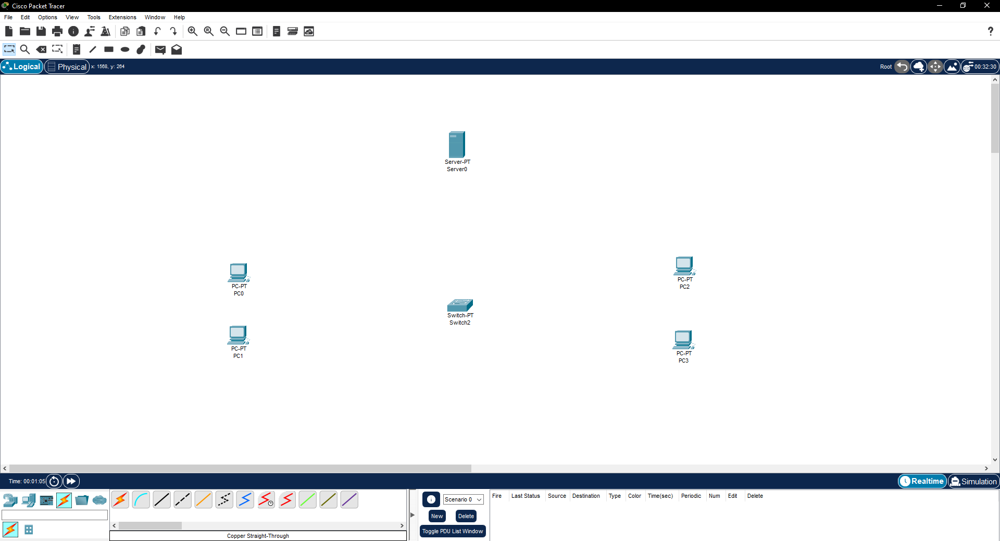 Cisco Packet Tracer
File Edit Options View Tools Extensions Window Help
Logical Physical x: 1568, y: 264 Root 00:32:30
Server-PT
Server0
PC-PT
PC0
PC-PT
PC2
Switch-PT
Switch2
PC-PT
PC1
PC-PT
PC3
Time: 00:01:05 Realtime Simulation
Scenario 0
New Delete
Toggle PDU List Window
Fire Last Status Source Destination Type Color Time(sec) Periodic Num Edit Delete
Copper Straight-Through